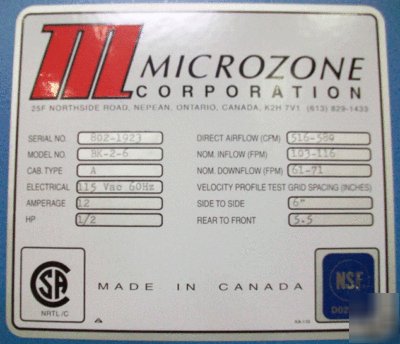 MICROZONE
CORPORATION
25F NORTHSIDE ROAD, NEPEAN, ONTARIO, CANADA, K2H 7V1 (613) 829-1433
SERIAL NO. 802-1923 DIRECT AIRFLOW (CFM) 516-589
MODEL NO. BK-2-6 NOM. INFLOW (FPM) 103-116
CAB. TYPE A NOM. DOWNFLOW (FPM) 61-71
ELECTRICAL 115 Vac 60Hz VELOCITY PROFILE TEST GRID SPACING (INCHES)
AMPERAGE 12 SIDE TO SIDE 6"
HP 1/2 REAR TO FRONT 5.5
MADE IN CANADA
NRTL/C
NSF